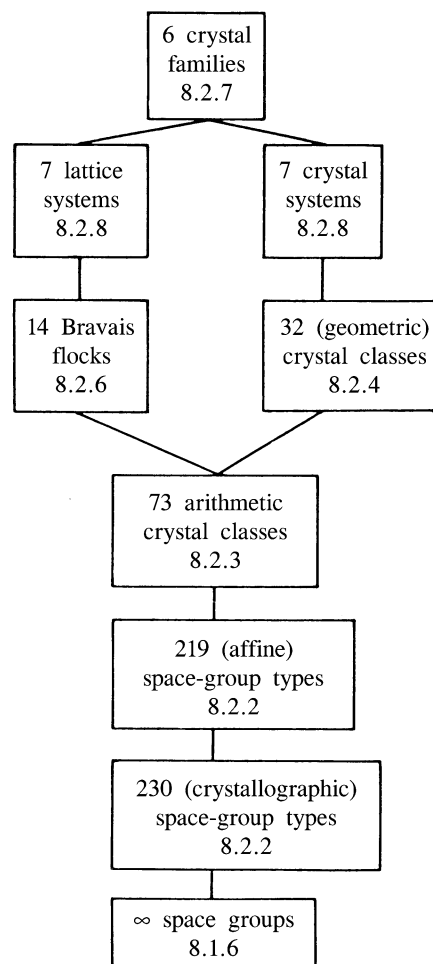 6 crystal
families
8.2.7
7 lattice
systems
8.2.8
7 crystal
systems
8.2.8
14 Bravais
flocks
8.2.6
32 (geometric)
crystal classes
8.2.4
73 arithmetic
crystal classes
8.2.3
219 (affine)
space-group types
8.2.2
230 (crystallographic)
space-group types
8.2.2
∞ space groups
8.1.6